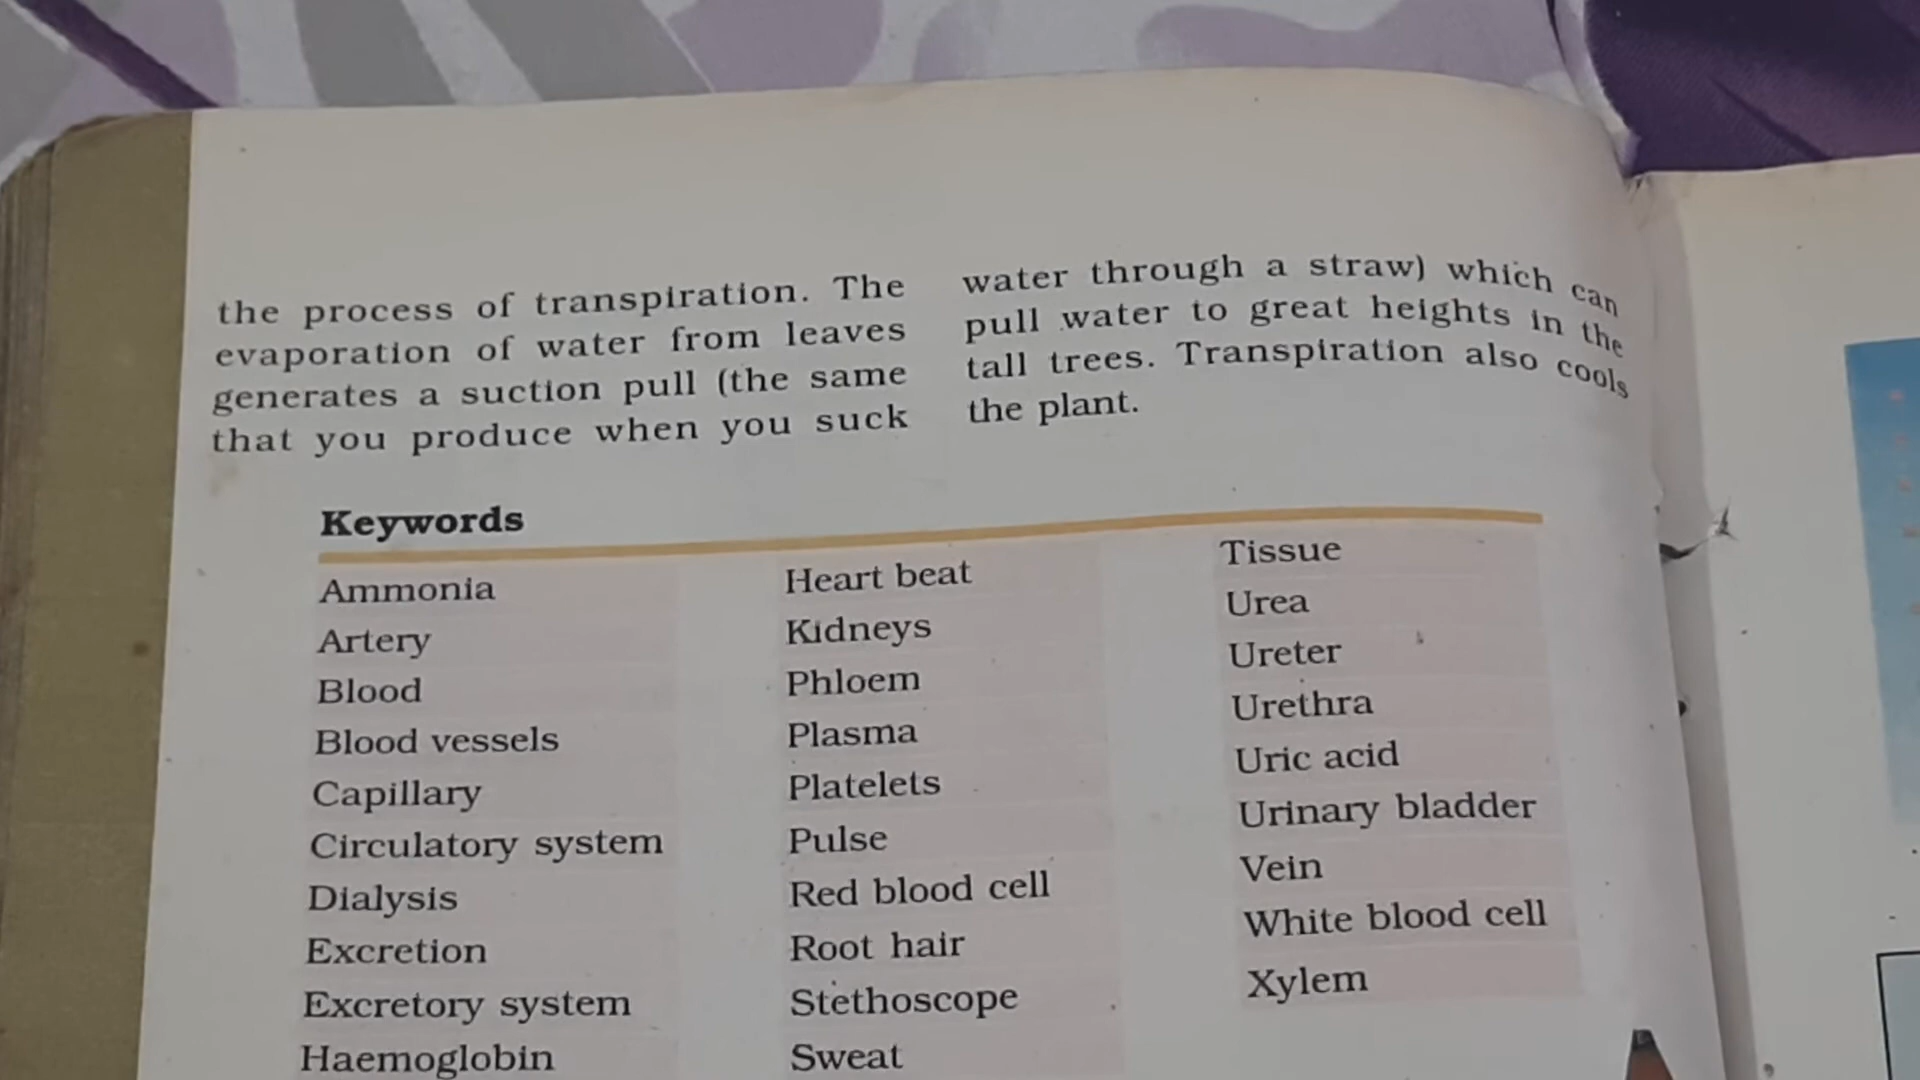 the process of transpiration. The
evaporation of water from leaves
generates a suction pull (the same
that you produce when you suck
water through a straw) which can
pull water to great heights in the
tall trees. Transpiration also cools
the plant.
Keywords
Ammonia
Artery
Blood
Blood vessels
Capillary
Circulatory system
Dialysis
Excretion
Excretory system
Haemoglobin
Heart beat
Kidneys
Phloem
Plasma
Platelets
Pulse
Red blood cell
Root hair
Stethoscope
Sweat
Tissue
Urea
Ureter
Urethra
Uric acid
Urinary bladder
Vein
White blood cell
Xylem